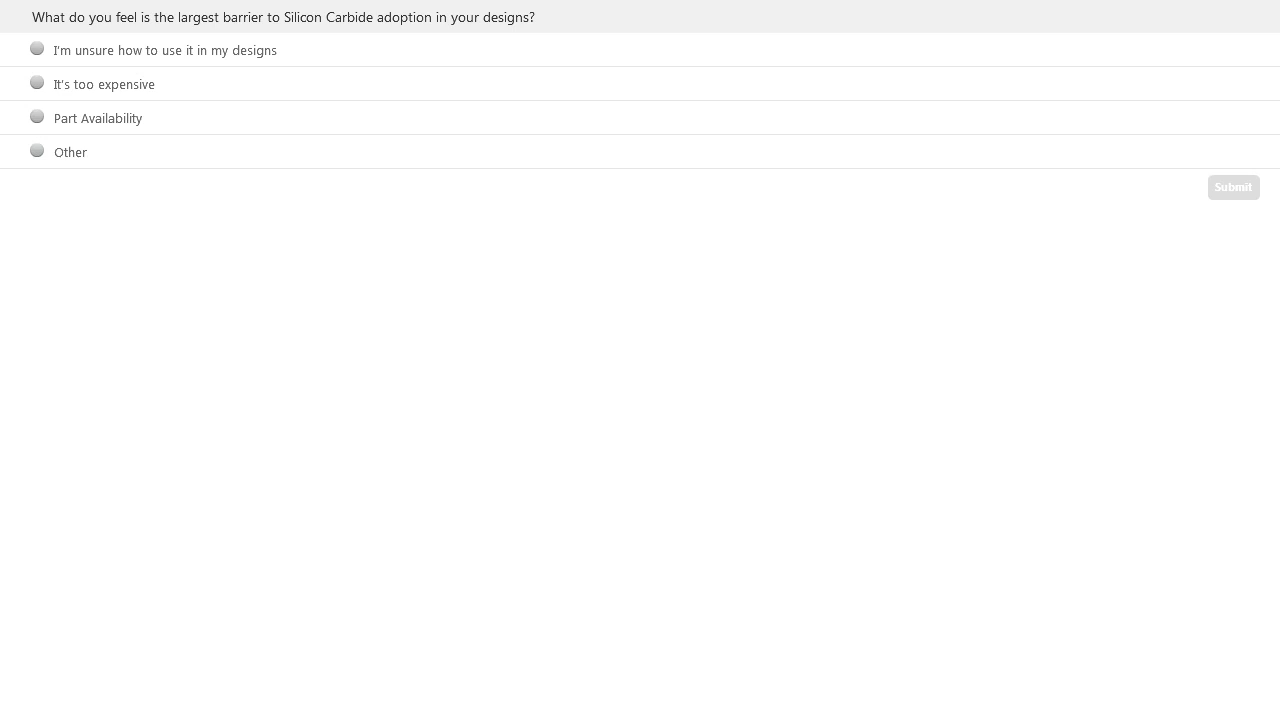 What do you feel is the largest barrier to Silicon Carbide adoption in your designs?
I'm unsure how to use it in my designs
It's too expensive
Part Availability
Other
Submit